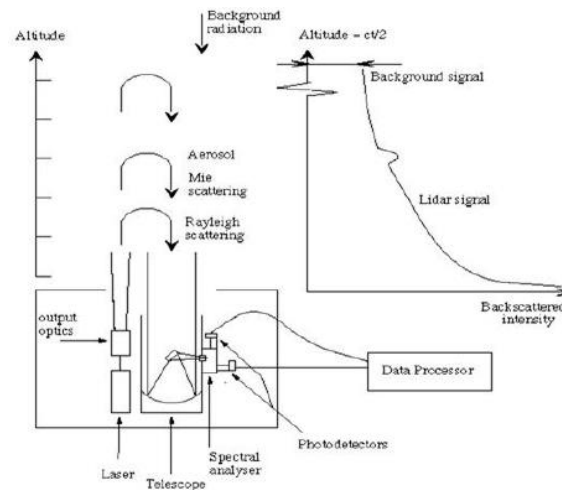 Altitude
Background
radiation
Aerosol
Mie
scattering
Rayleigh
scattering
output
optics
Laser
Telescope
Spectral
analyser
Photodetectors
Data Processor
Altitude = ct/2
Background signal
Lidar signal
Backscattered
intensity